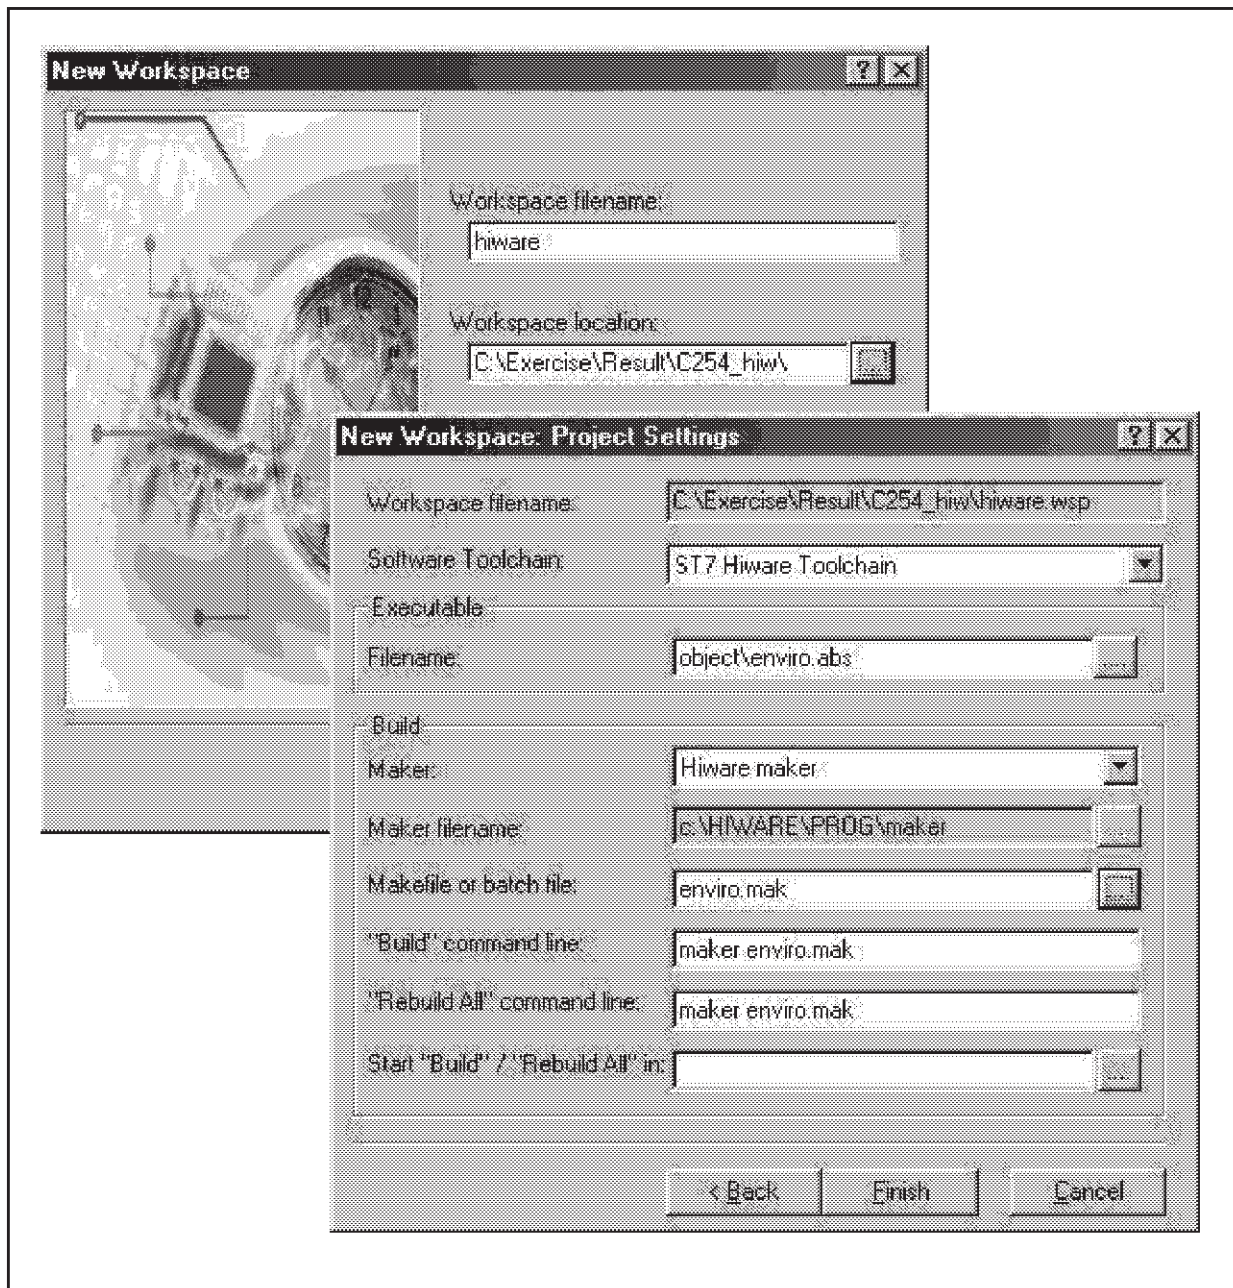 New Workspace
Workspace filename:
hiware
Workspace location:
C:\Exercise\Result\C254_hiw\
...
New Workspace: Project Settings
Workspace filename:
C:\Exercise\Result\C254_hiw\hiware.wsp
Software Toolchain:
ST7 Hiware Toolchain
Executable
Filename:
object\enviro.abs
...
Build
Maker:
Hiware maker
Maker filename:
c:\HIWARE\PROG\maker
...
Makefile or batch file:
enviro.mak
...
"Build" command line:
maker enviro.mak
"Rebuild All" command line:
maker enviro.mak
Start "Build" / "Rebuild All" in:
...
< Back
Finish
Cancel